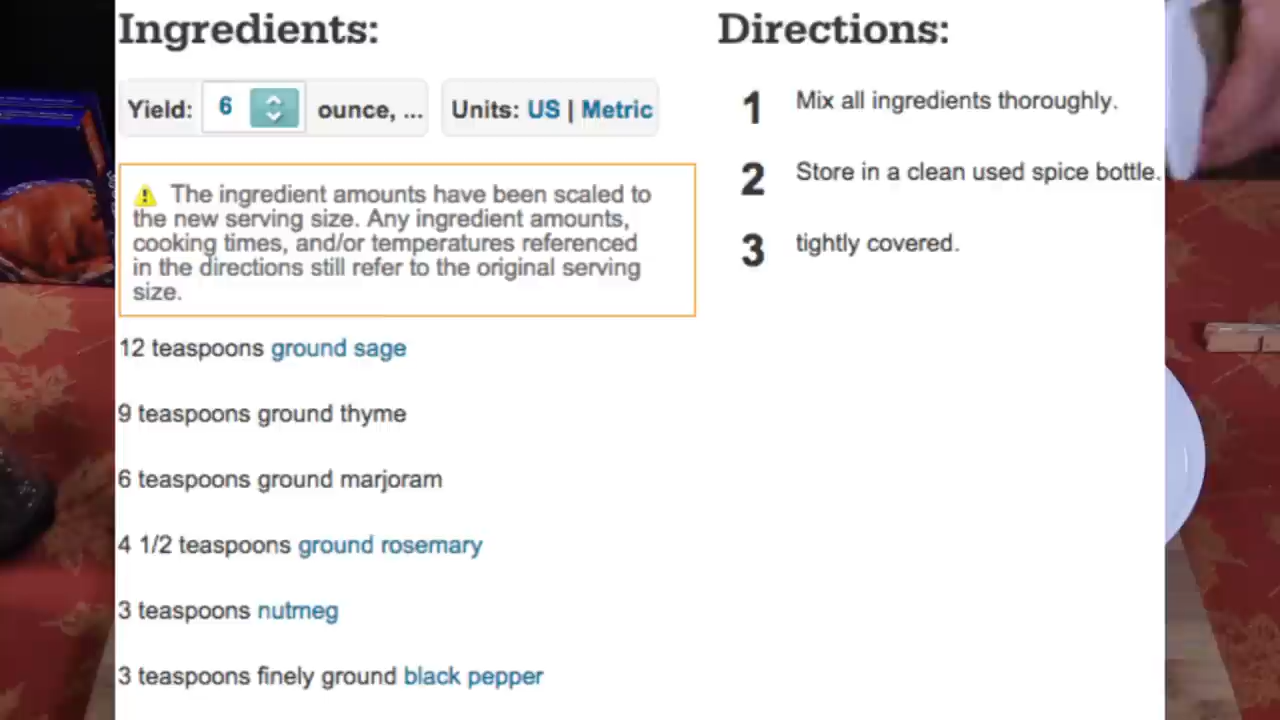 Ingredients:
Yield: 6 ounce, ... Units: US | Metric
The ingredient amounts have been scaled to
the new serving size. Any ingredient amounts,
cooking times, and/or temperatures referenced
in the directions still refer to the original serving
size.
12 teaspoons ground sage
9 teaspoons ground thyme
6 teaspoons ground marjoram
4 1/2 teaspoons ground rosemary
3 teaspoons nutmeg
3 teaspoons finely ground black pepper
Directions:
1 Mix all ingredients thoroughly.
2 Store in a clean used spice bottle.
3 tightly covered.